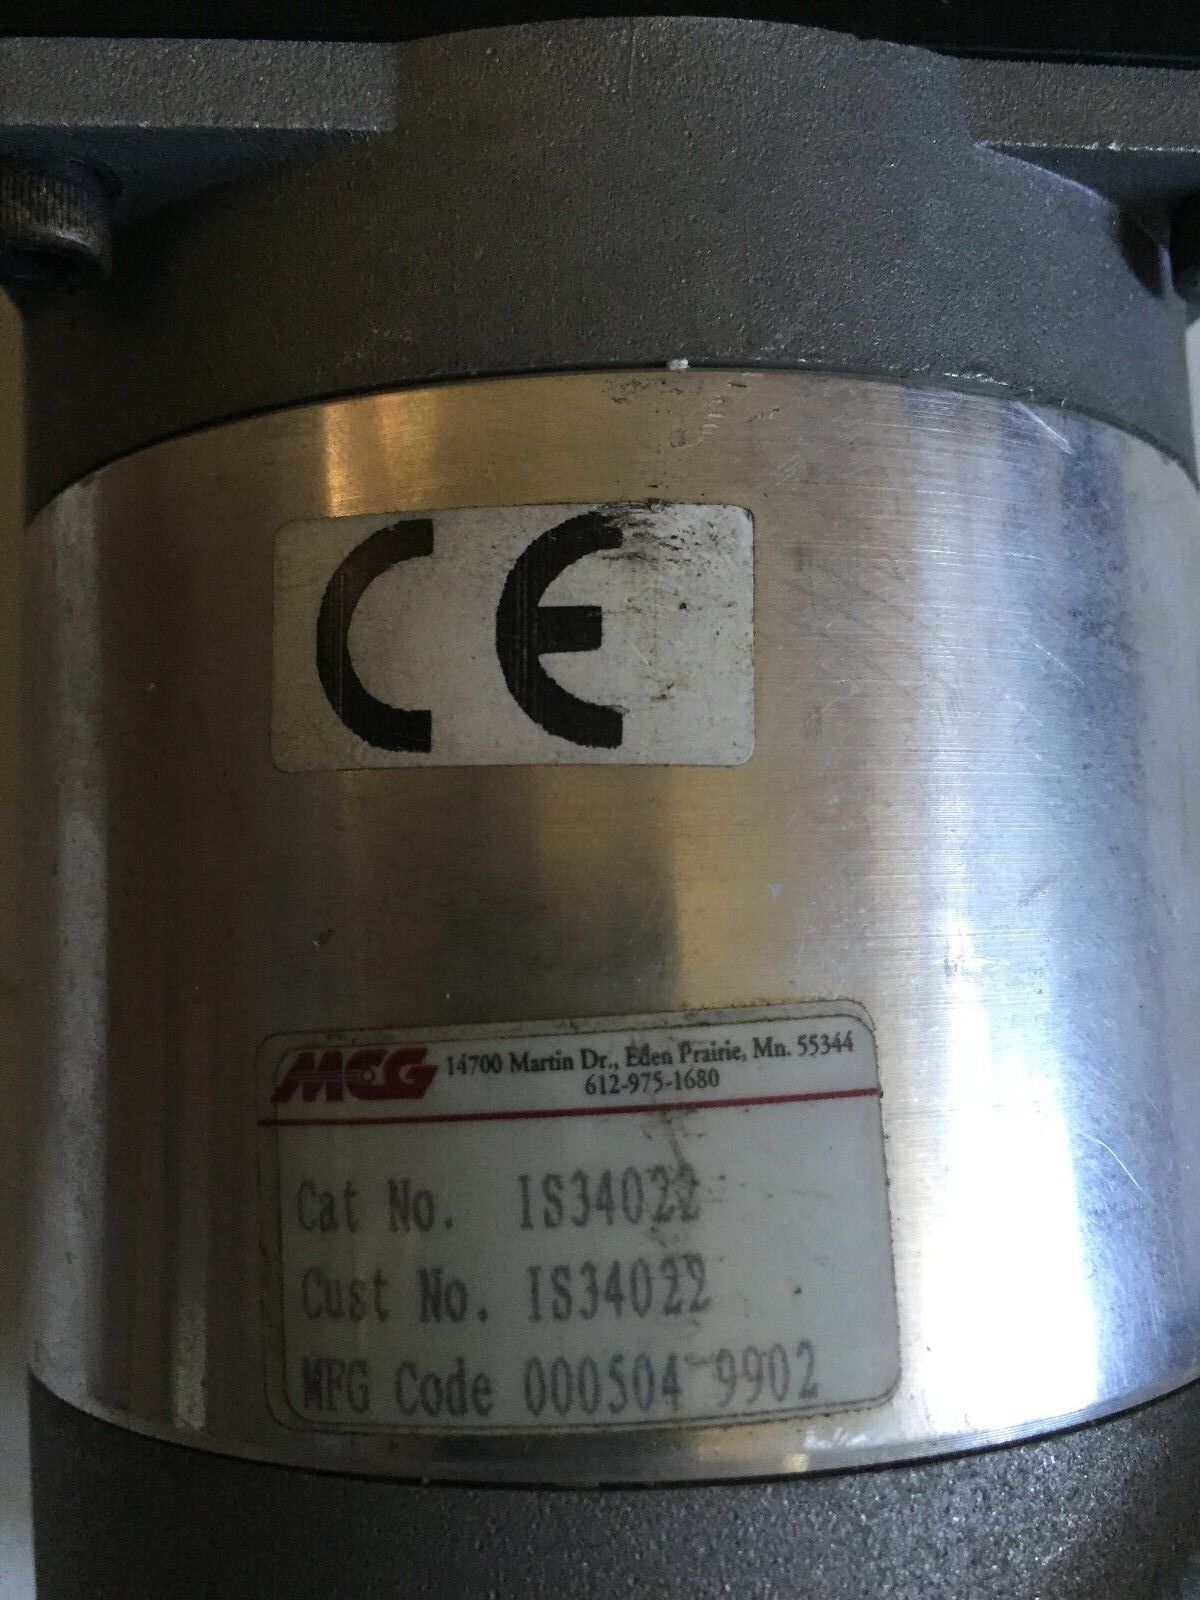 CE
MCG 14700 Martin Dr., Eden Prairie, Mn. 55344
612-975-1680
Cat No. IS34022
Cust No. IS34022
MFG Code 000504 9902